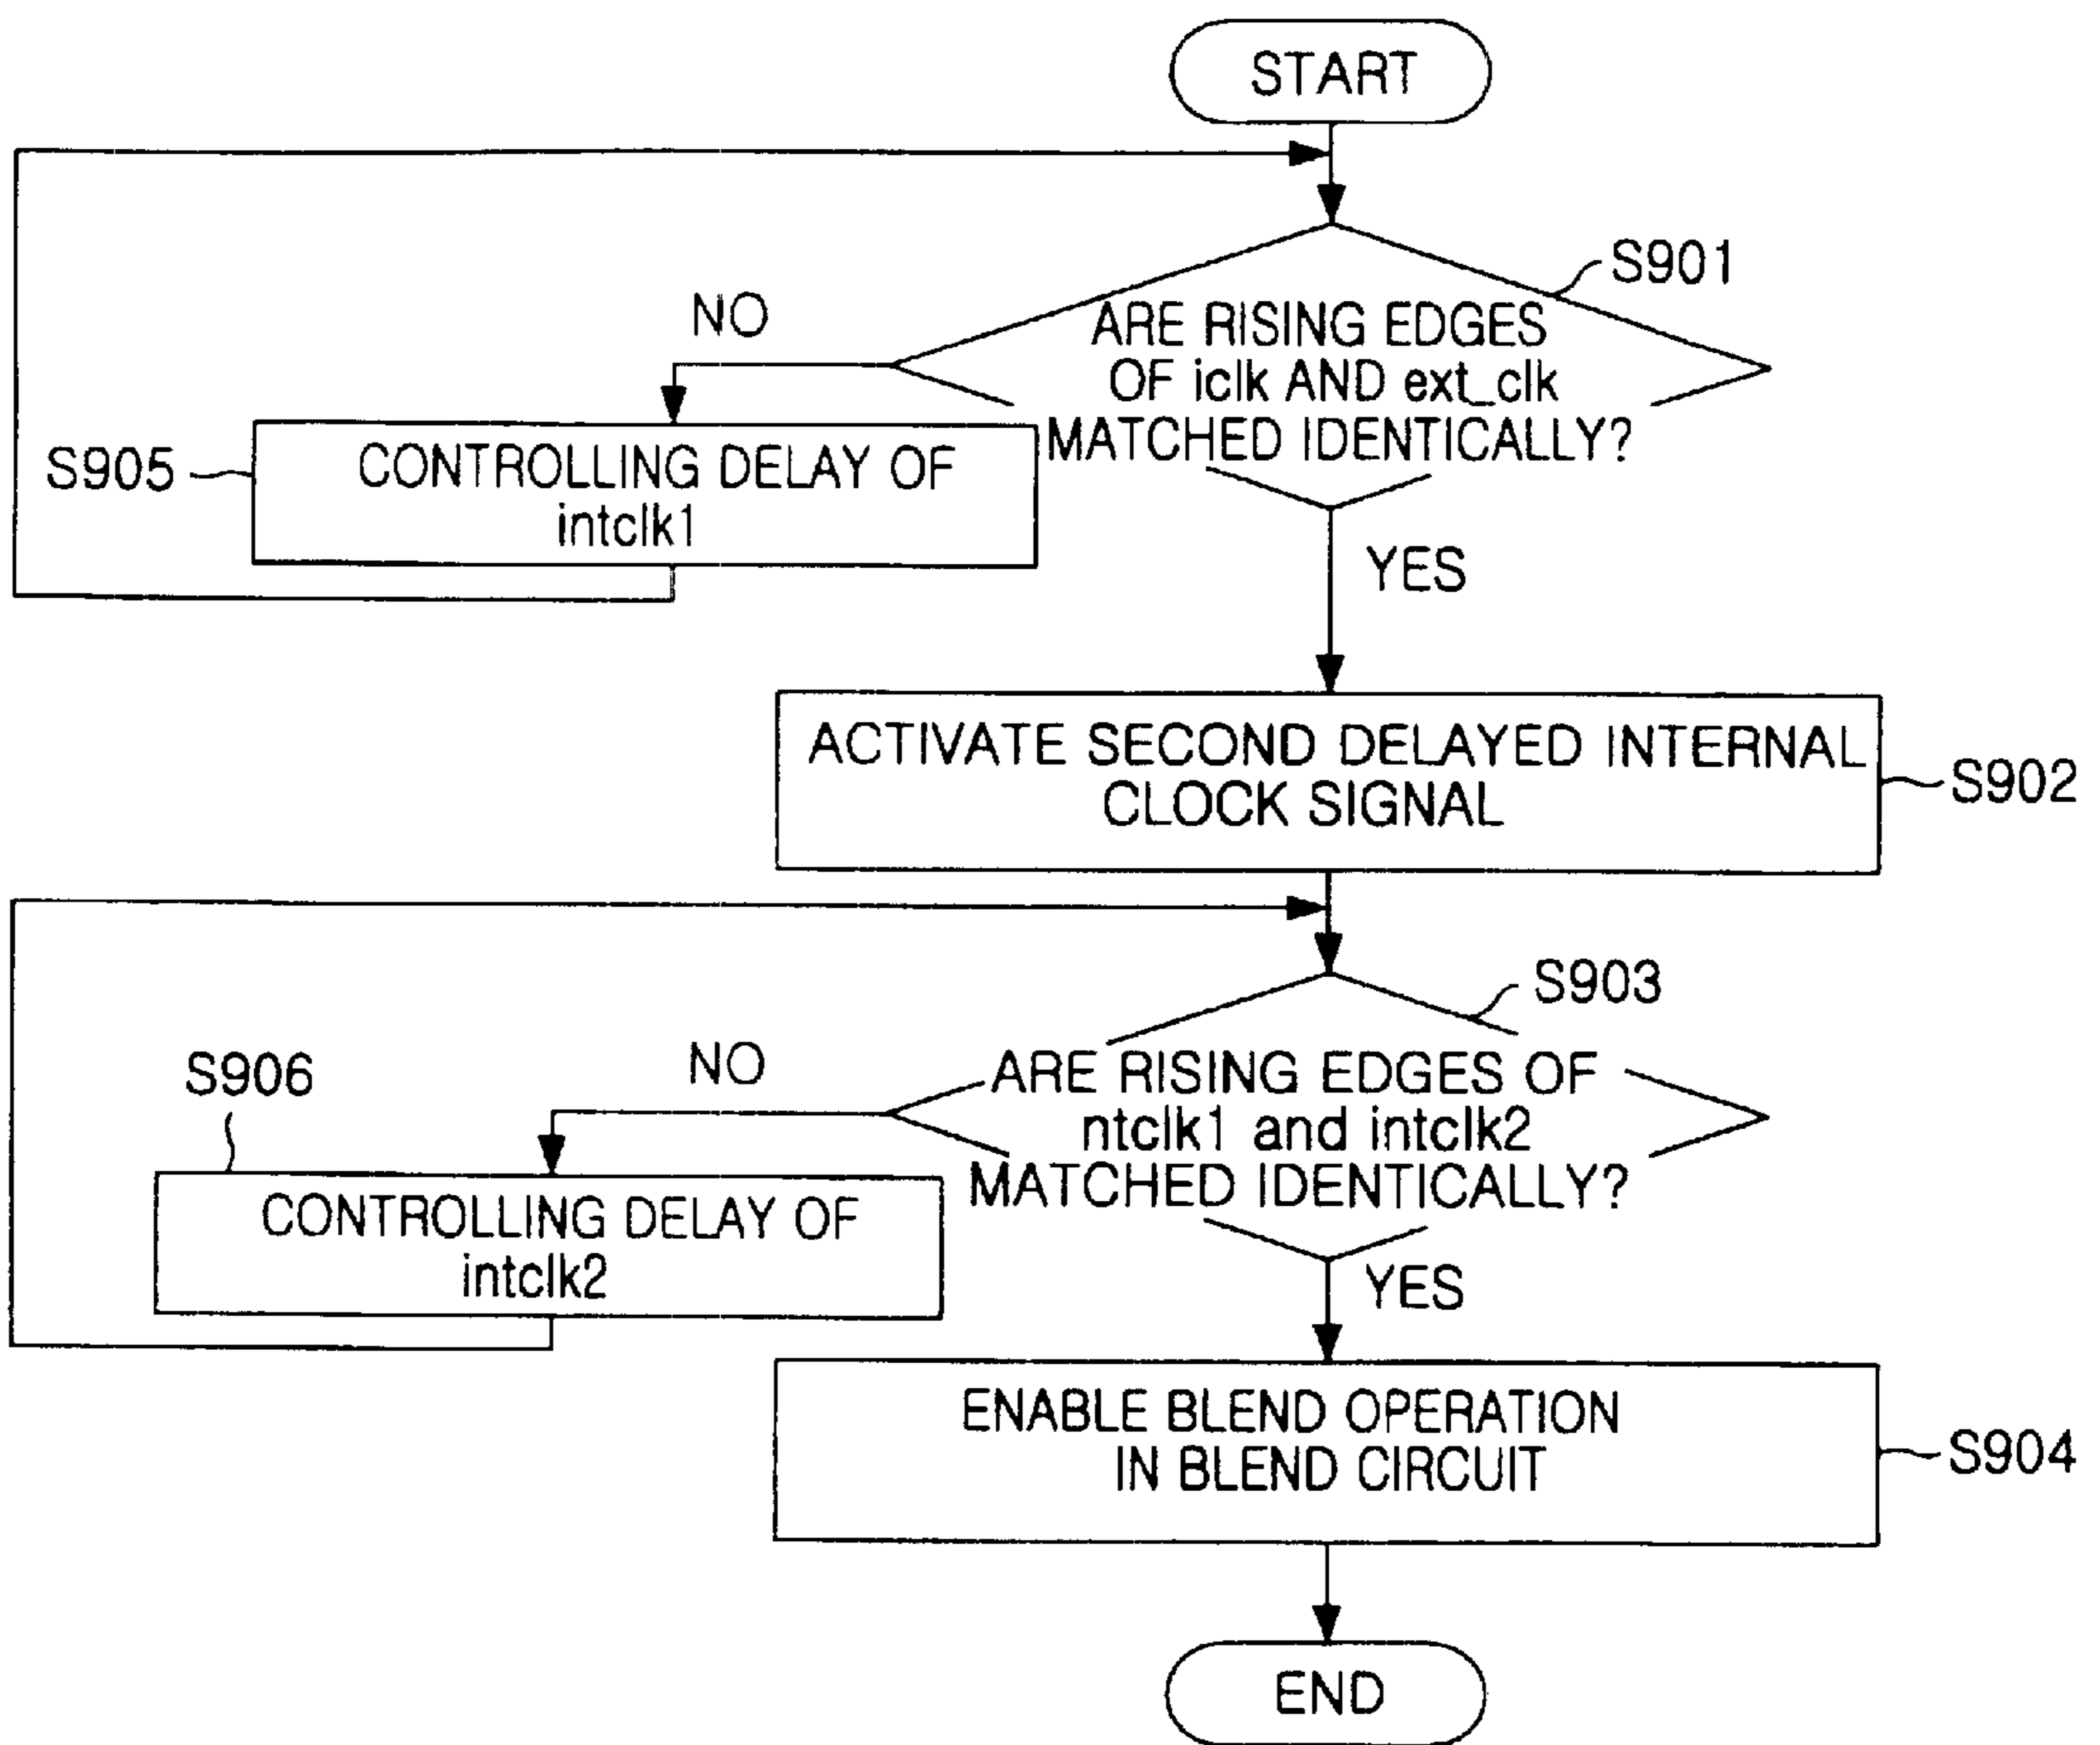 START
S901
NO
ARE RISING EDGES
OF iclk AND ext_clk
MATCHED IDENTICALLY?
S905
CONTROLLING DELAY OF
intclk1
YES
ACTIVATE SECOND DELAYED INTERNAL
CLOCK SIGNAL
S902
S903
NO
ARE RISING EDGES OF
ntclk1 and intclk2
MATCHED IDENTICALLY?
S906
CONTROLLING DELAY OF
intclk2
YES
ENABLE BLEND OPERATION
IN BLEND CIRCUIT
S904
END